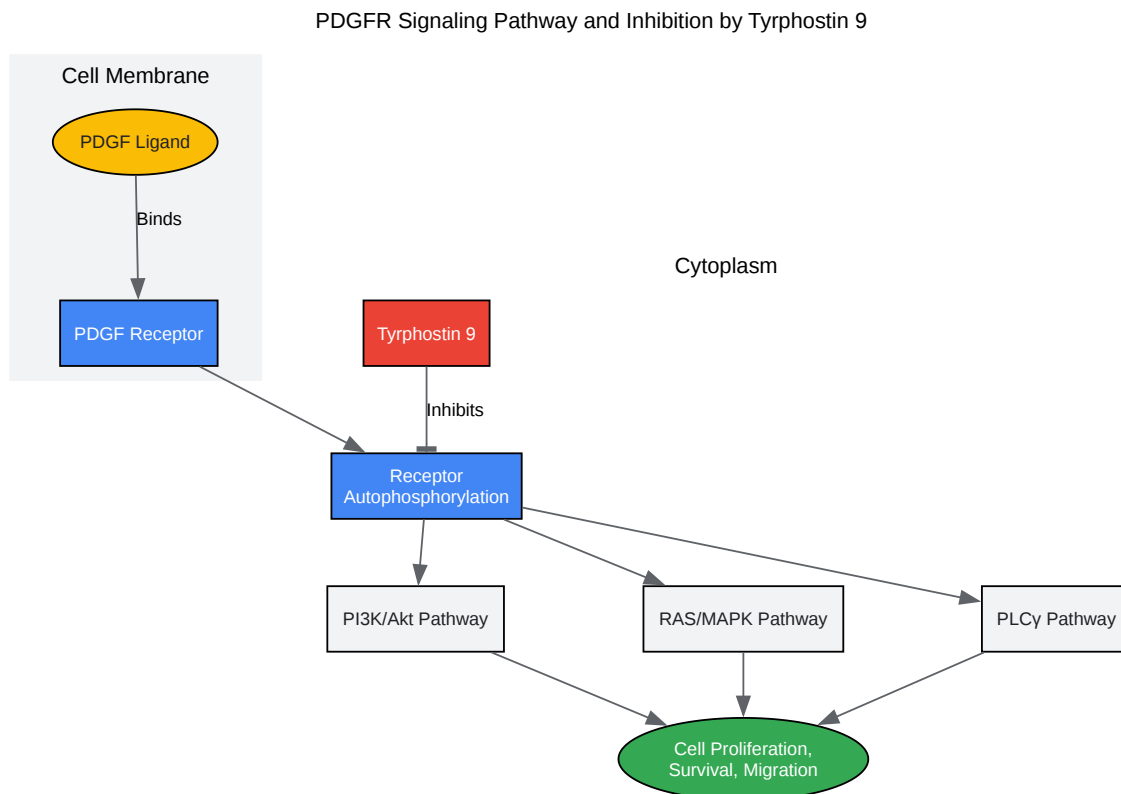 PDGFR Signaling Pathway and Inhibition by Tyrphostin 9
Cell Membrane
PDGF Ligand
Binds
Cytoplasm
PDGF Receptor
Tyrphostin 9
Inhibits
Receptor
Autophosphorylation
PI3K/Akt Pathway
RAS/MAPK Pathway
PLCγ Pathway
Cell Proliferation,
Survival, Migration